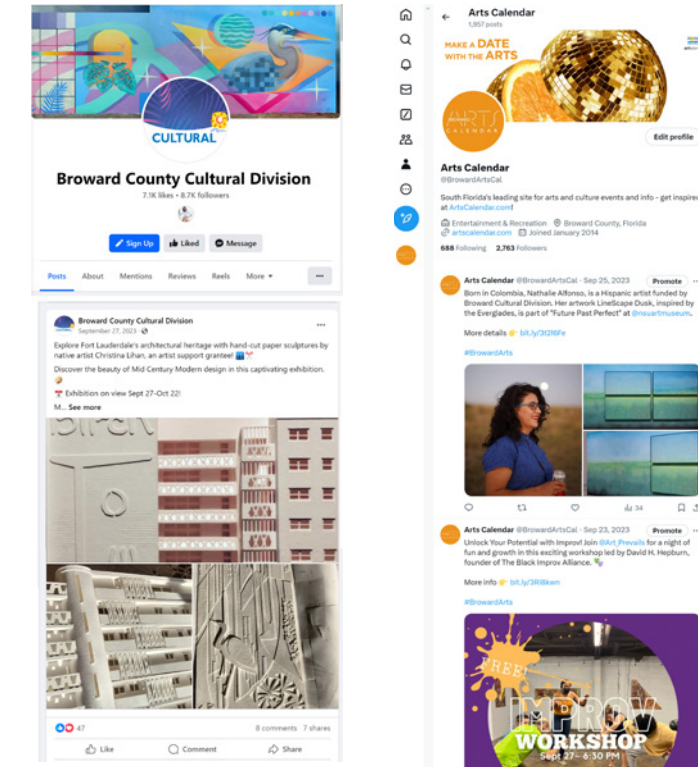 CULTURAL
Broward County Cultural Division
7.1K likes • 8.7K followers
Sign Up
Liked
Message
Posts
About
Mentions
Reviews
Reels
More
Broward County Cultural Division
September 27, 2023
Explore Fort Lauderdale's architectural heritage with hand-cut paper sculptures by
native artist Christina Lihan, an artist support grantee!
Discover the beauty of Mid Century Modern design in this captivating exhibition.
Exhibition on view Sept 27-Oct 22!
M... See more
47
8 comments 7 shares
Like
Comment
Share
Arts Calendar
1,957 posts
MAKE A DATE
WITH THE ARTS
BROWARD
ARTS
CALENDAR
Edit profile
Arts Calendar
@BrowardArtsCal
South Florida's leading site for arts and culture events and info - get inspired
at ArtsCalendar.com!
Entertainment & Recreation Broward County, Florida
artscalendar.com Joined January 2014
688 Following 2,763 Followers
Arts Calendar @BrowardArtsCal · Sep 25, 2023
Promote
Born in Colombia, Nathalie Alfonso, is a Hispanic artist funded by
Broward Cultural Division. Her artwork LineScape Dusk, inspired by
the Everglades, is part of "Future Past Perfect" at @nsuartmuseum.
More details bit.ly/3t2l6Fe
#BrowardArts
34
Arts Calendar @BrowardArtsCal · Sep 23, 2023
Promote
Unlock Your Potential with Improv! Join @Art_Prevails for a night of
fun and growth in this exciting workshop led by David H. Hepburn,
founder of The Black Improv Alliance.
More info bit.ly/3Ri8kwn
#BrowardArts
FREE!
IMPROV
WORKSHOP
Sept 27- 6:30 PM